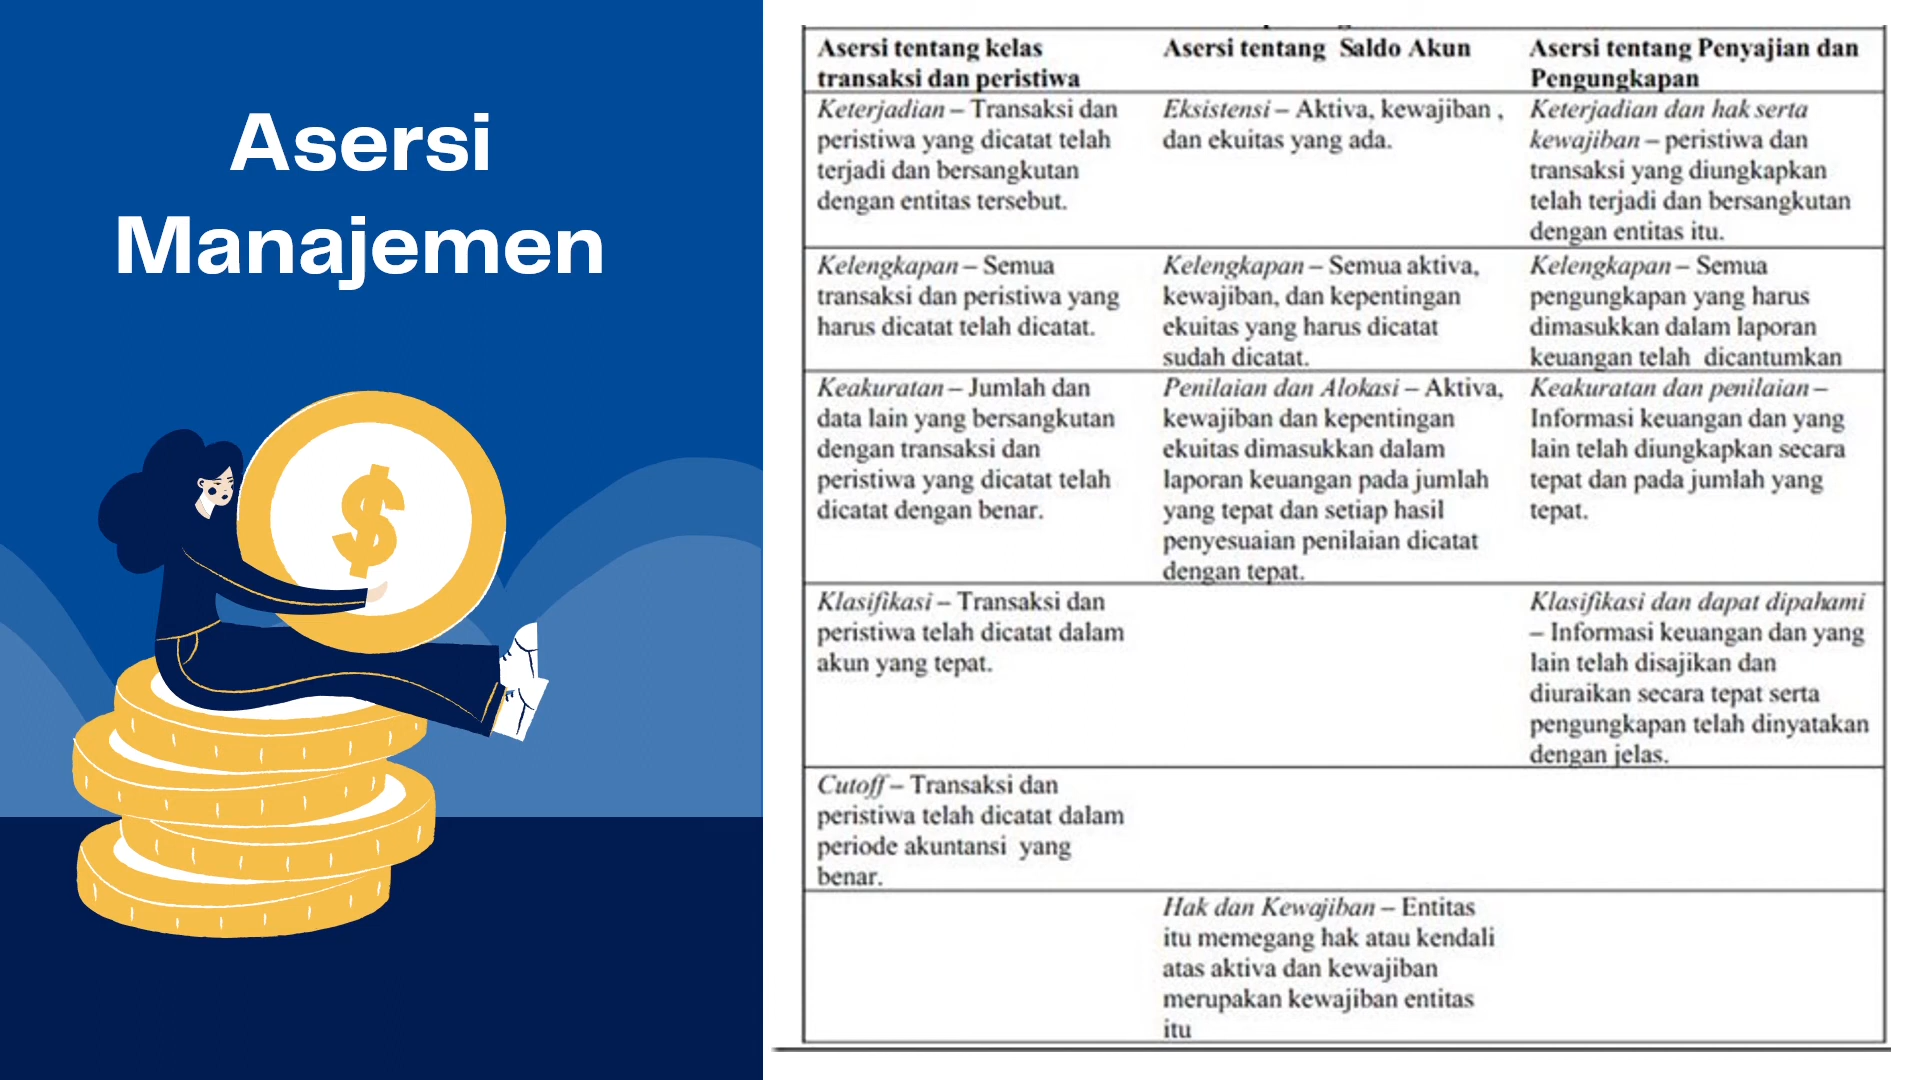 Asersi
Manajemen
Asersi tentang kelas
transaksi dan peristiwa
Asersi tentang Saldo Akun
Asersi tentang Penyajian dan
Pengungkapan
Keterjadian – Transaksi dan
peristiwa yang dicatat telah
terjadi dan bersangkutan
dengan entitas tersebut.
Eksistensi – Aktiva, kewajiban ,
dan ekuitas yang ada.
Keterjadian dan hak serta
kewajiban – peristiwa dan
transaksi yang diungkapkan
telah terjadi dan bersangkutan
dengan entitas itu.
Kelengkapan – Semua
transaksi dan peristiwa yang
harus dicatat telah dicatat.
Kelengkapan – Semua aktiva,
kewajiban, dan kepentingan
ekuitas yang harus dicatat
sudah dicatat.
Kelengkapan – Semua
pengungkapan yang harus
dimasukkan dalam laporan
keuangan telah dicantumkan
Keakuratan – Jumlah dan
data lain yang bersangkutan
dengan transaksi dan
peristiwa yang dicatat telah
dicatat dengan benar.
Penilaian dan Alokasi – Aktiva,
kewajiban dan kepentingan
ekuitas dimasukkan dalam
laporan keuangan pada jumlah
yang tepat dan setiap hasil
penyesuaian penilaian dicatat
dengan tepat.
Keakuratan dan penilaian –
Informasi keuangan dan yang
lain telah diungkapkan secara
tepat dan pada jumlah yang
tepat.
Klasifikasi – Transaksi dan
peristiwa telah dicatat dalam
akun yang tepat.
Klasifikasi dan dapat dipahami
– Informasi keuangan dan yang
lain telah disajikan dan
diuraikan secara tepat serta
pengungkapan telah dinyatakan
dengan jelas.
Cutoff – Transaksi dan
peristiwa telah dicatat dalam
periode akuntansi yang
benar.
Hak dan Kewajiban – Entitas
itu memegang hak atau kendali
atas aktiva dan kewajiban
merupakan kewajiban entitas
itu
$